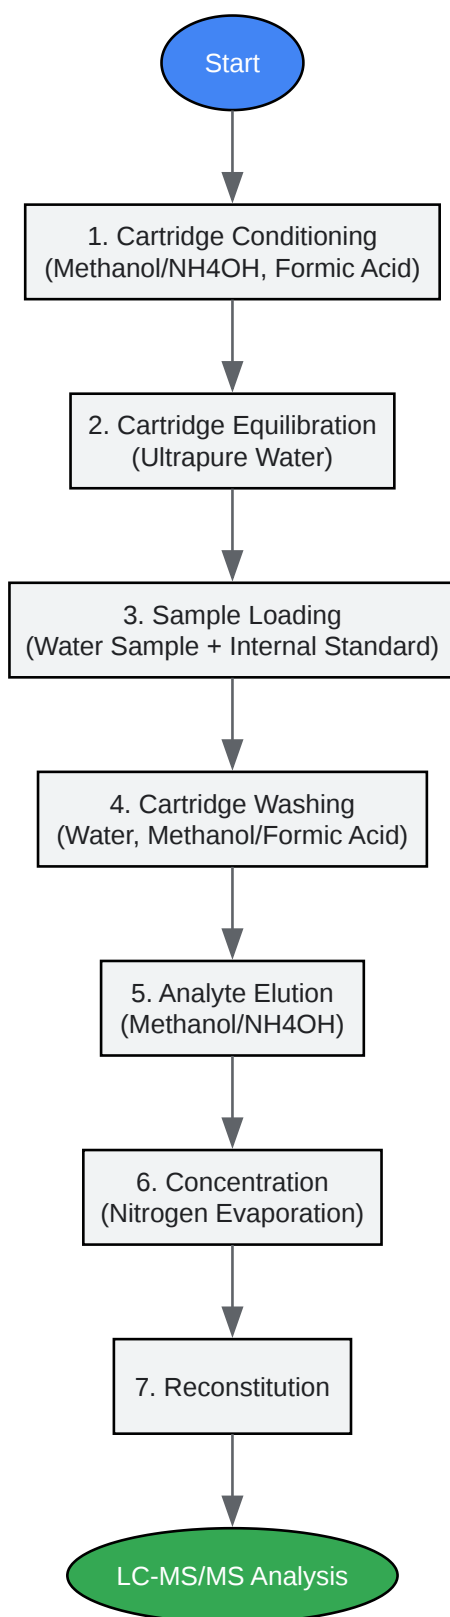 Start
1. Cartridge Conditioning
(Methanol/NH4OH, Formic Acid)
2. Cartridge Equilibration
(Ultrapure Water)
3. Sample Loading
(Water Sample + Internal Standard)
4. Cartridge Washing
(Water, Methanol/Formic Acid)
5. Analyte Elution
(Methanol/NH4OH)
6. Concentration
(Nitrogen Evaporation)
7. Reconstitution
LC-MS/MS Analysis